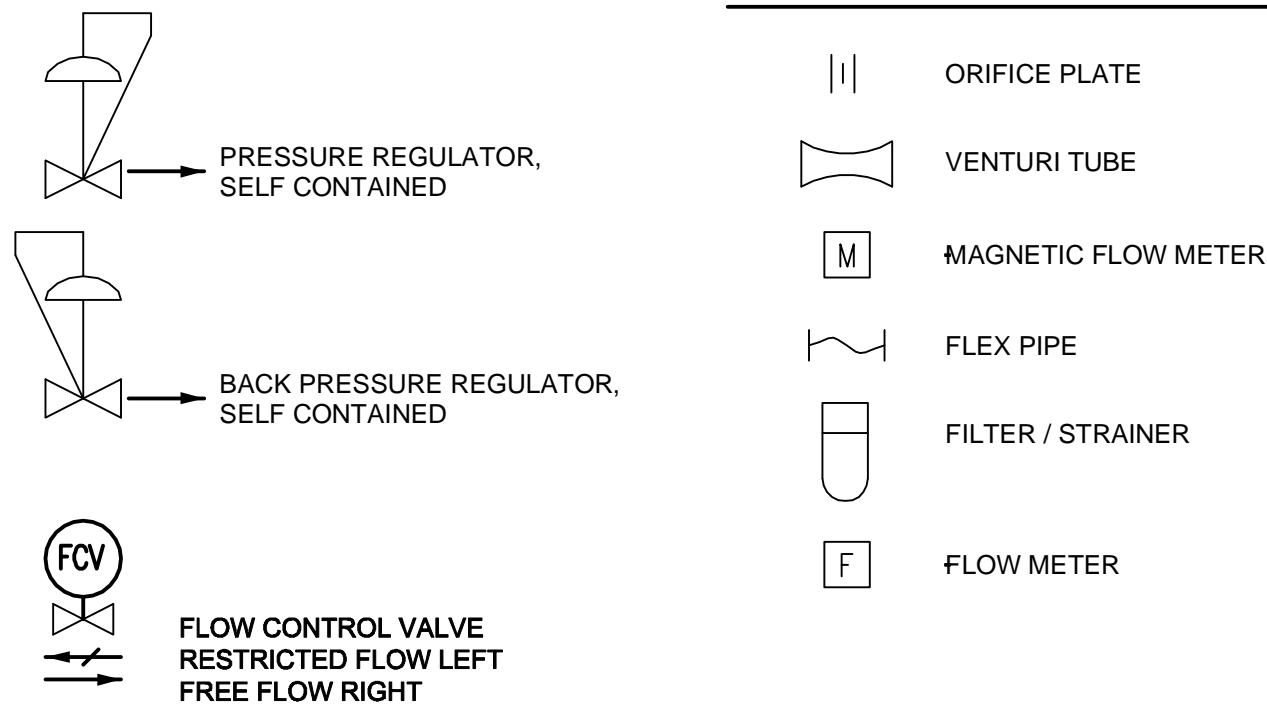 PRESSURE REGULATOR,
SELF CONTAINED
BACK PRESSURE REGULATOR,
SELF CONTAINED
FCV
FLOW CONTROL VALVE
RESTRICTED FLOW LEFT
FREE FLOW RIGHT
ORIFICE PLATE
VENTURI TUBE
M
MAGNETIC FLOW METER
FLEX PIPE
FILTER / STRAINER
F
FLOW METER